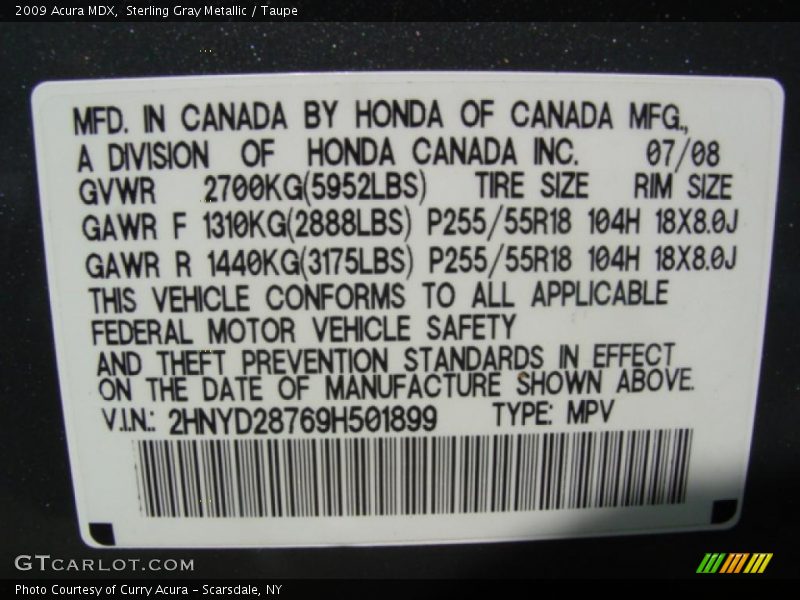 2009 Acura MDX,  Sterling Gray Metallic / Taupe
MFD. IN CANADA BY HONDA OF CANADA MFG.,
A DIVISION OF HONDA CANADA INC. 07/08
GVWR 2700KG(5952LBS) TIRE SIZE RIM SIZE
GAWR F 1310KG(2888LBS) P255/55R18 104H 18X8.0J
GAWR R 1440KG(3175LBS) P255/55R18 104H 18X8.0J
THIS VEHICLE CONFORMS TO ALL APPLICABLE
FEDERAL MOTOR VEHICLE SAFETY
AND THEFT PREVENTION STANDARDS IN EFFECT
ON THE DATE OF MANUFACTURE SHOWN ABOVE.
V.I.N.: 2HNYD28769H501899 TYPE: MPV
GTCARLOT.COM
Photo Courtesy of Curry Acura - Scarsdale, NY